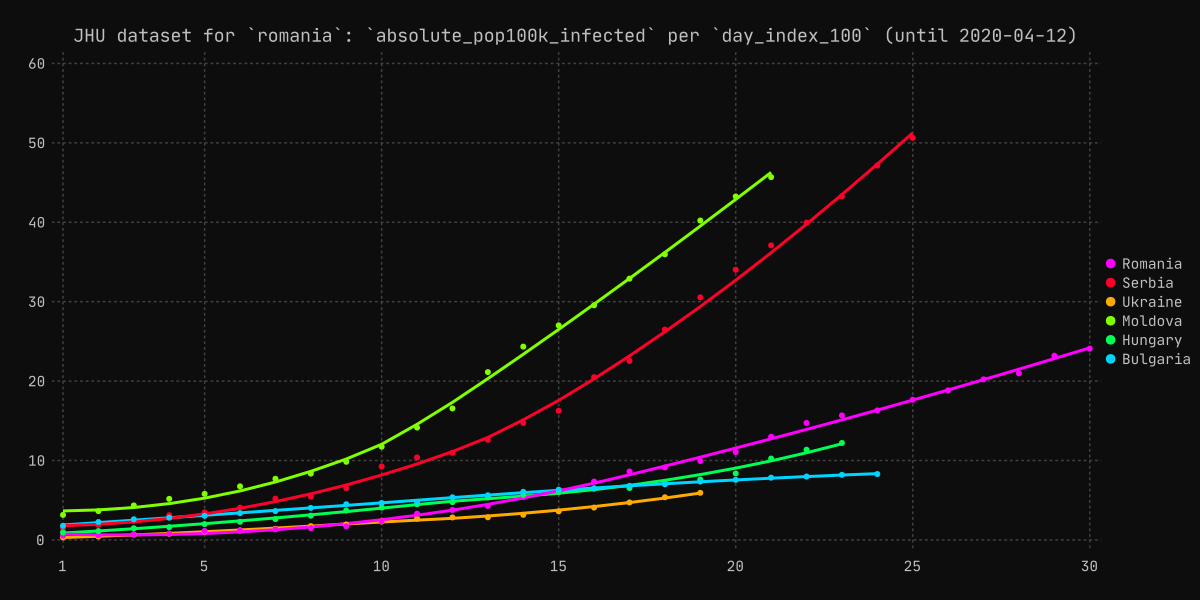 JHU dataset for `romania`: `absolute_pop100k_infected` per `day_index_100` (until 2020-04-12)
60
50
40
30
20
10
0
1 5 10 15 20 25 30
Romania
Serbia
Ukraine
Moldova
Hungary
Bulgaria